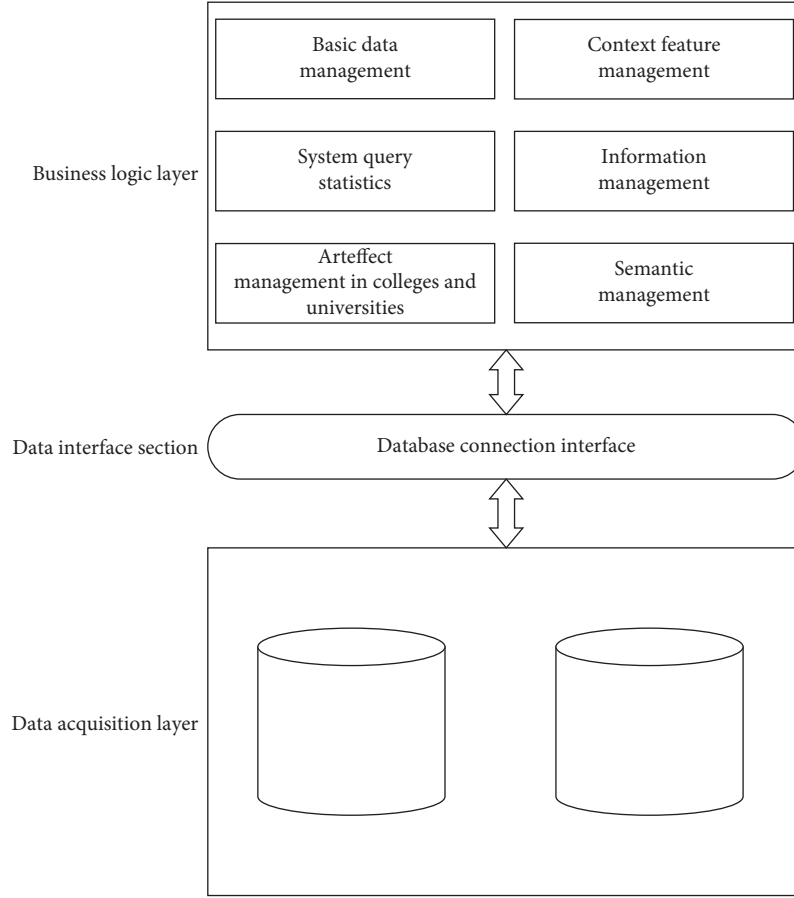 Basic data
management
Context feature
management
Business logic layer
System query
statistics
Information
management
Arteffect
management in colleges and
universities
Semantic
management
Data interface section
Database connection interface
Data acquisition layer